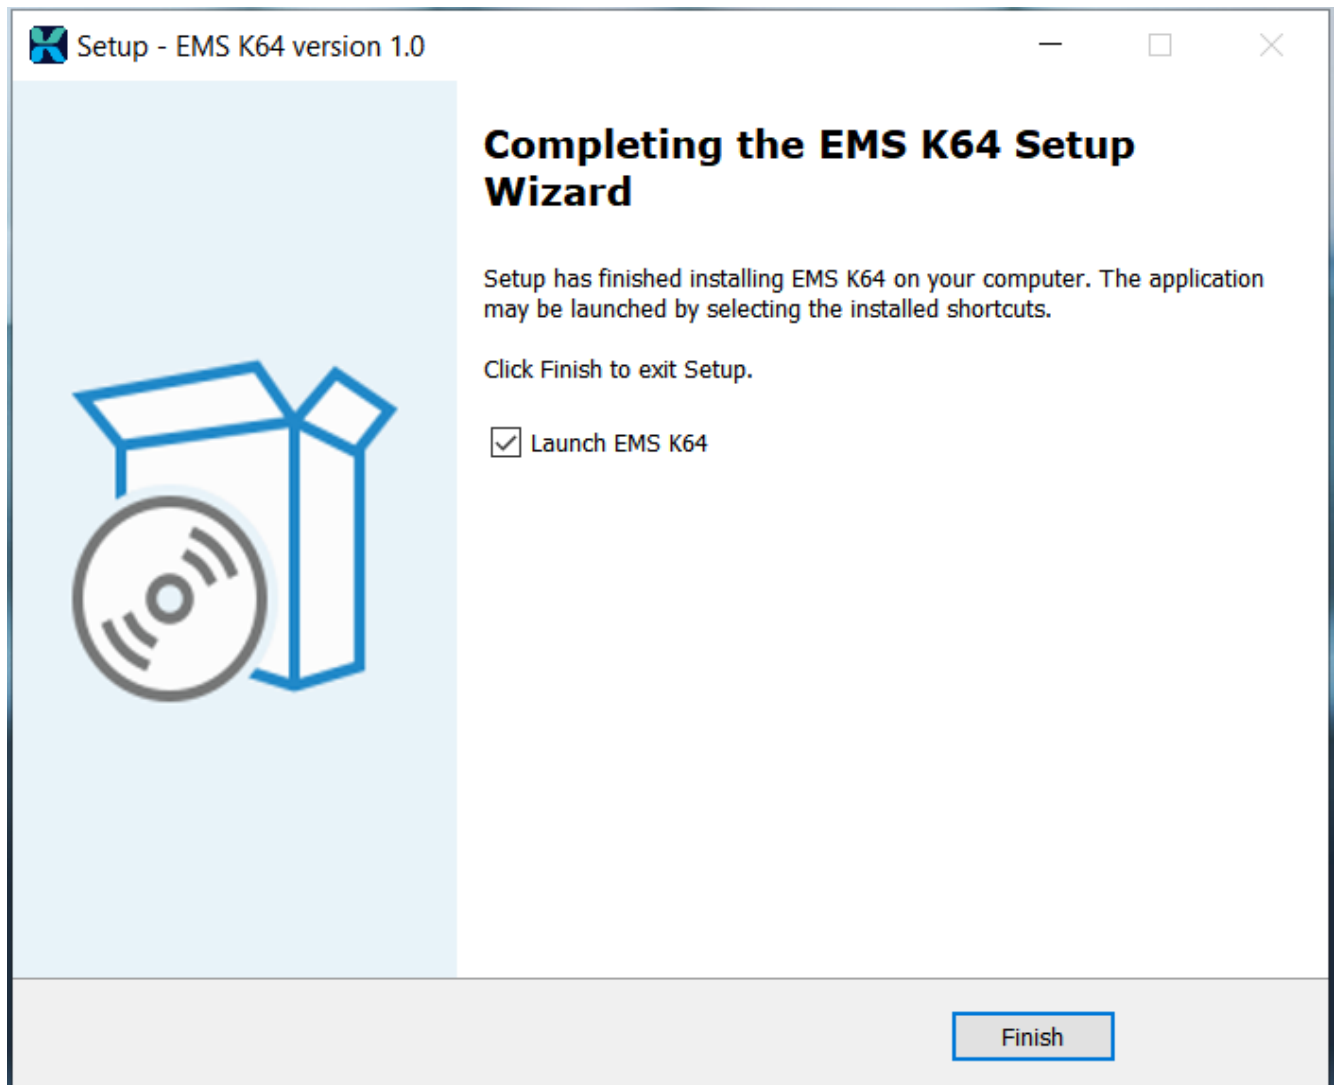 Setup - EMS K64 version 1.0
Completing the EMS K64 Setup
Wizard
Setup has finished installing EMS K64 on your computer. The application
may be launched by selecting the installed shortcuts.
Click Finish to exit Setup.
Launch EMS K64
Finish